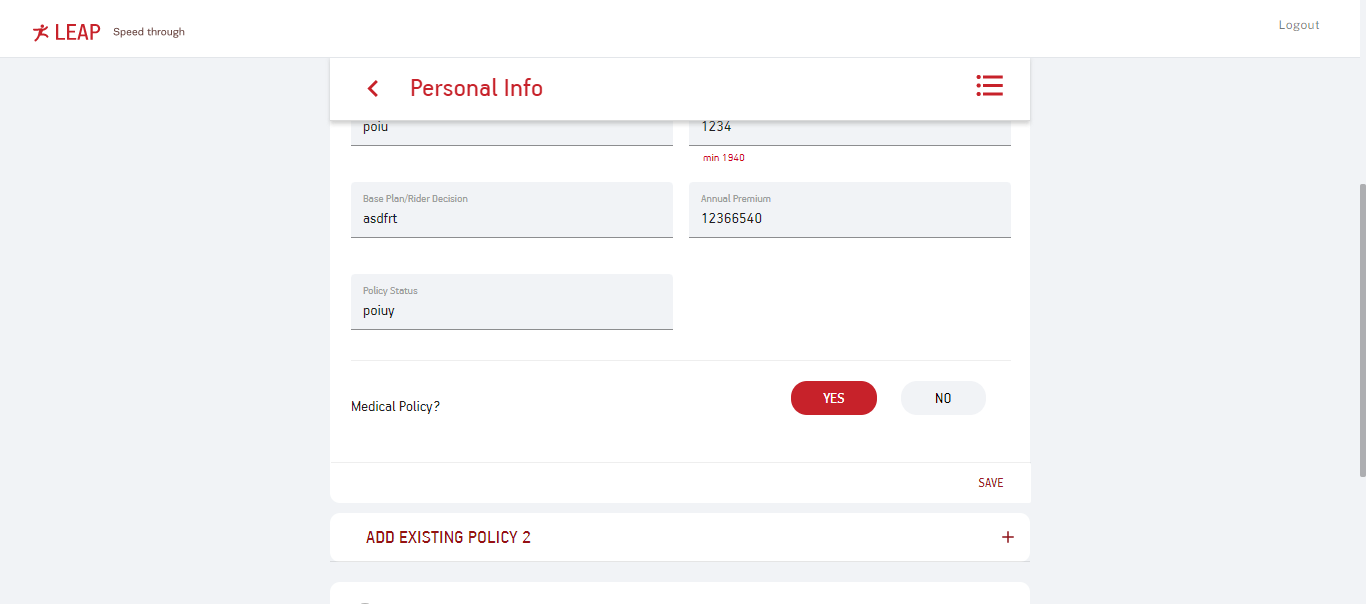 LEAP Speed through
Logout
Personal Info
poiu 1234
min 1940
Base Plan/Rider Decision Annual Premium
asdfrt 12366540
Policy Status
poiuy
Medical Policy? YES NO
SAVE
ADD EXISTING POLICY 2 +